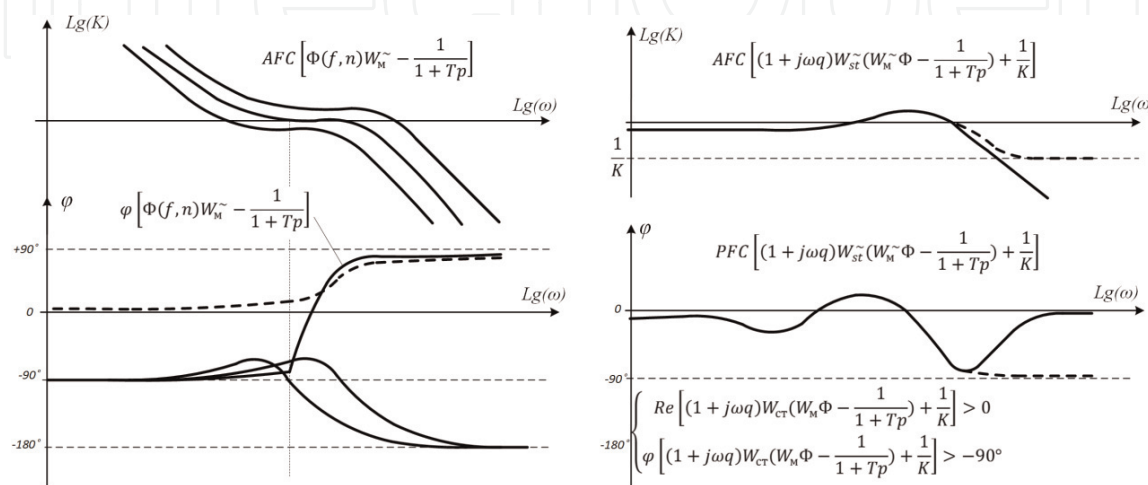 Lg(K)
AFC [Φ(f,n)W_м^~ − 1/(1 + Tp)]
Lg(ω)
φ
φ [Φ(f,n)W_м^~ − 1/(1 + Tp)]
+90°
Lg(ω)
0
-90°
-180°
Lg(K)
AFC [(1 + jωq)W_st^~(W_м^~Φ − 1/(1 + Tp)) + 1/K]
Lg(ω)
1/K
φ
PFC [(1 + jωq)W_st^~(W_м^~Φ − 1/(1 + Tp)) + 1/K]
Lg(ω)
0
-90°
Re [(1 + jωq)W_ст(W_мΦ − 1/(1 + Tp)) + 1/K] > 0
-180°
φ [(1 + jωq)W_ст(W_мΦ − 1/(1 + Tp)) + 1/K] > −90°